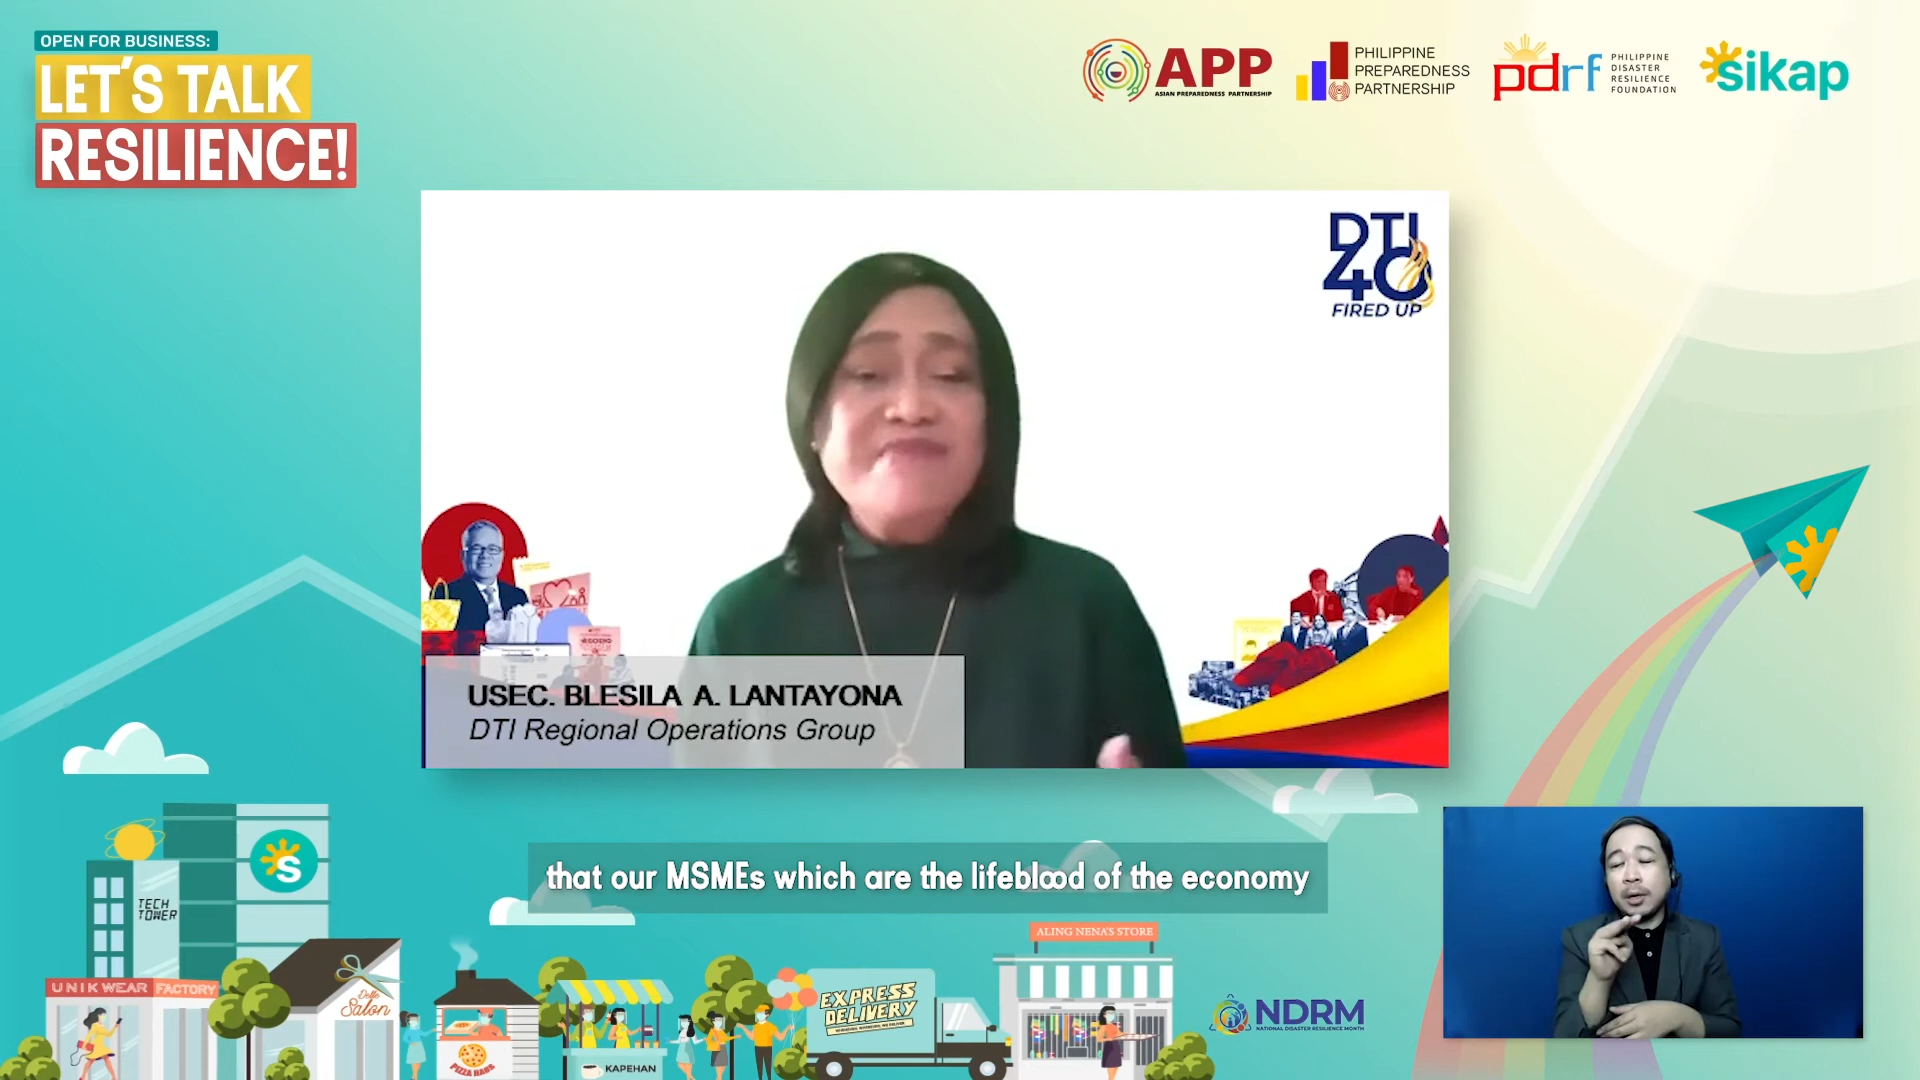 OPEN FOR BUSINESS:
LET'S TALK
RESILIENCE!
APP
ASIAN PREPAREDNESS PARTNERSHIP
PHILIPPINE
PREPAREDNESS
PARTNERSHIP
pdrf
PHILIPPINE
DISASTER
RESILIENCE
FOUNDATION
sikap
DTI
40
FIRED UP
USEC. BLESILA A. LANTAYONA
DTI Regional Operations Group
that our MSMEs which are the lifeblood of the economy
s
TECH
TOWER
UNIKWEAR FACTORY
Salon
PIZZA HAUS
KAPEHAN
EXPRESS
DELIVERY
ALING NENA'S STORE
NDRM
NATIONAL DISASTER RESILIENCE MONTH